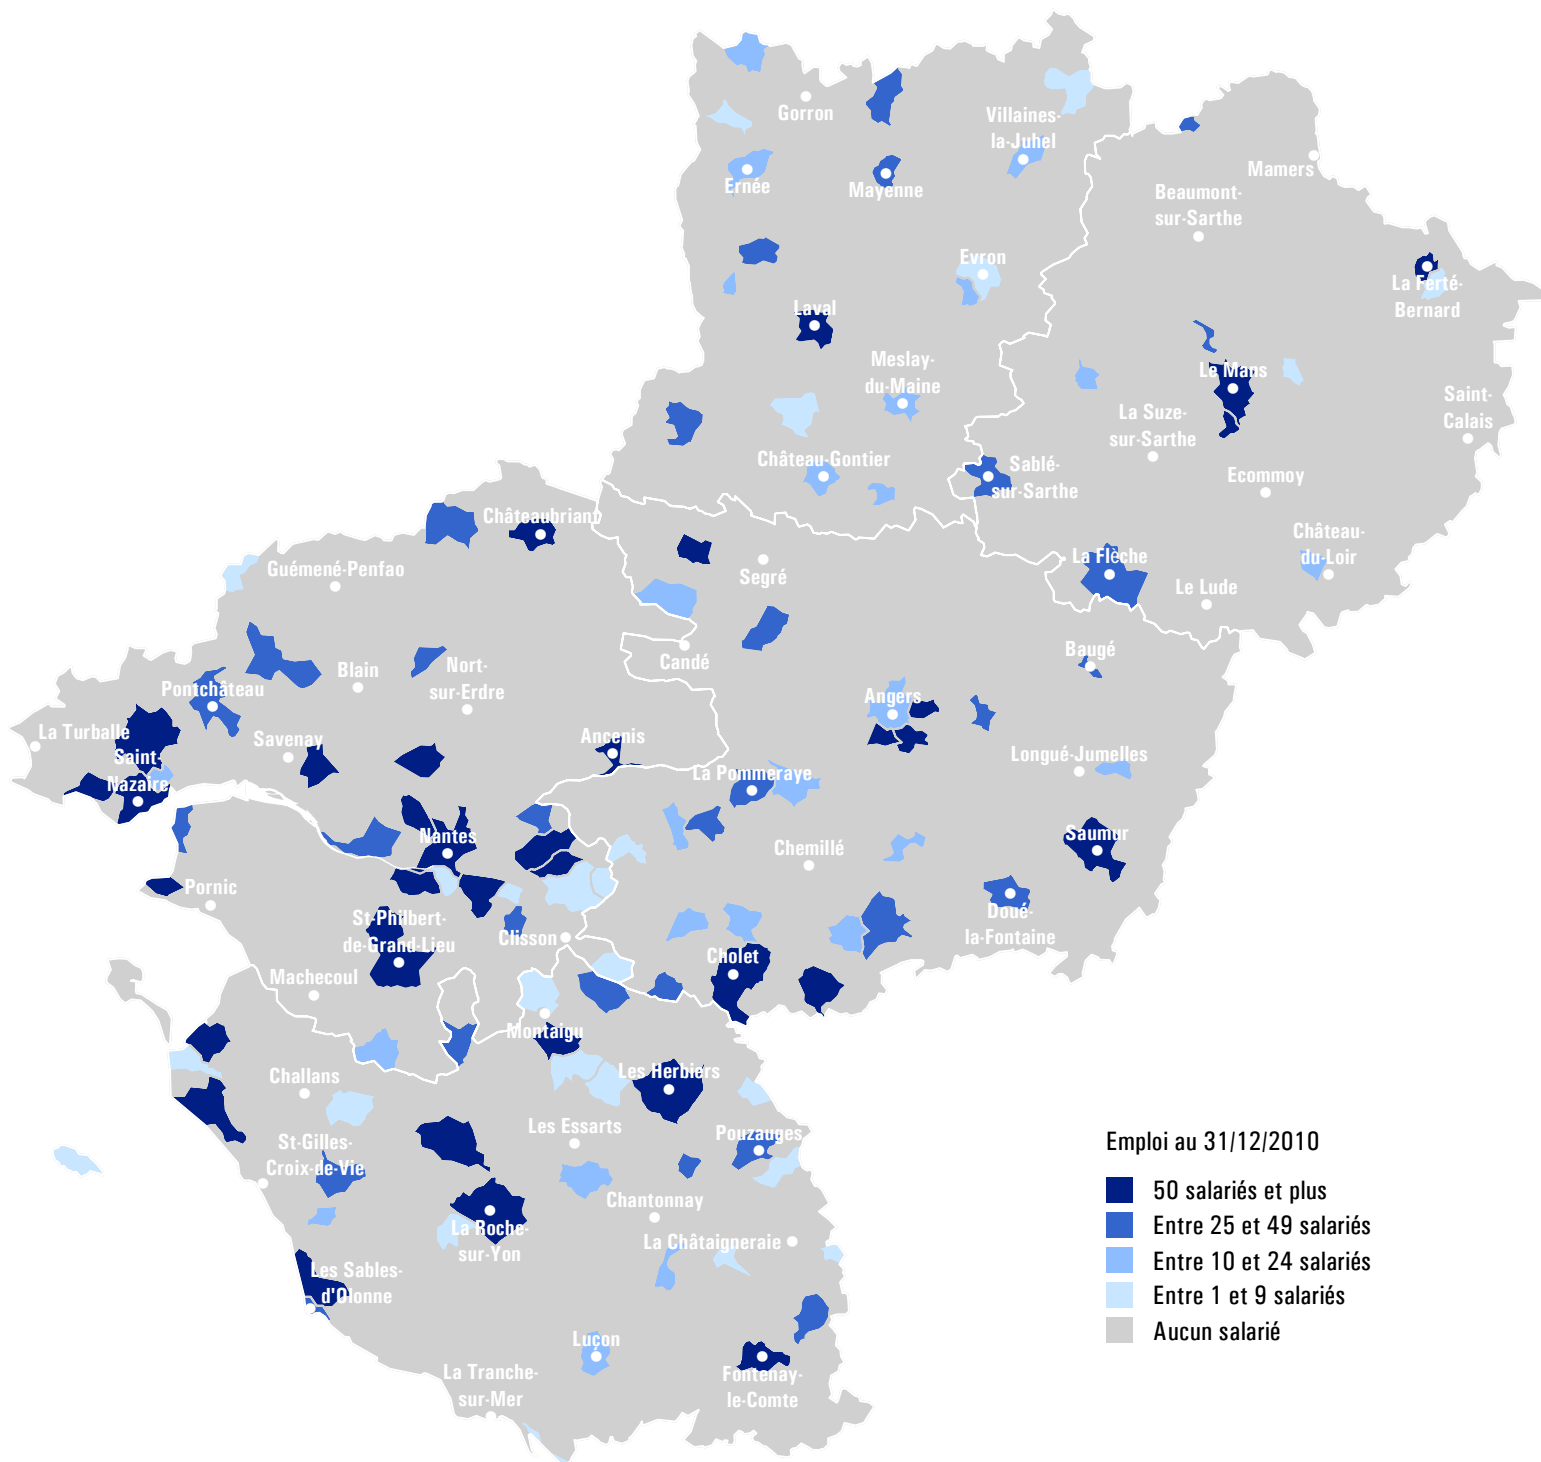 Gorron
Villaines-
la-Juhel
Mamers
Ernée
Mayenne
Beaumont-
sur-Sarthe
Evron
La Ferté-
Bernard
Laval
Meslay-
du-Maine
Le Mans
Saint-
Calais
La Suze-
sur-Sarthe
Château-Gontier
Sablé-
sur-Sarthe
Ecommoy
Châteaubriant
Château-
du-Loir
Guémené-Penfao
Segré
La Flèche
Le Lude
Candé
Baugé
Nort-
sur-Erdre
Blain
Pontchâteau
Angers
La Turballe
Savenay
Ancenis
Saint-
Nazaire
Longué-Jumelles
La Pommeraye
Nantes
Saumur
Chemillé
Pornic
St-Philbert-
de-Grand-Lieu
Clisson
Doué-
la-Fontaine
Cholet
Machecoul
Montaigu
Challans
Les Herbiers
Les Essarts
Pouzauges
St-Gilles-
Croix-de-Vie
Chantonnay
La Roche-
sur-Yon
La Châtaigneraie
Les Sables-
d'Olonne
Luçon
La Tranche-
sur-Mer
Fontenay-
le-Comte
Emploi au 31/12/2010
50 salariés et plus
Entre 25 et 49 salariés
Entre 10 et 24 salariés
Entre 1 et 9 salariés
Aucun salarié